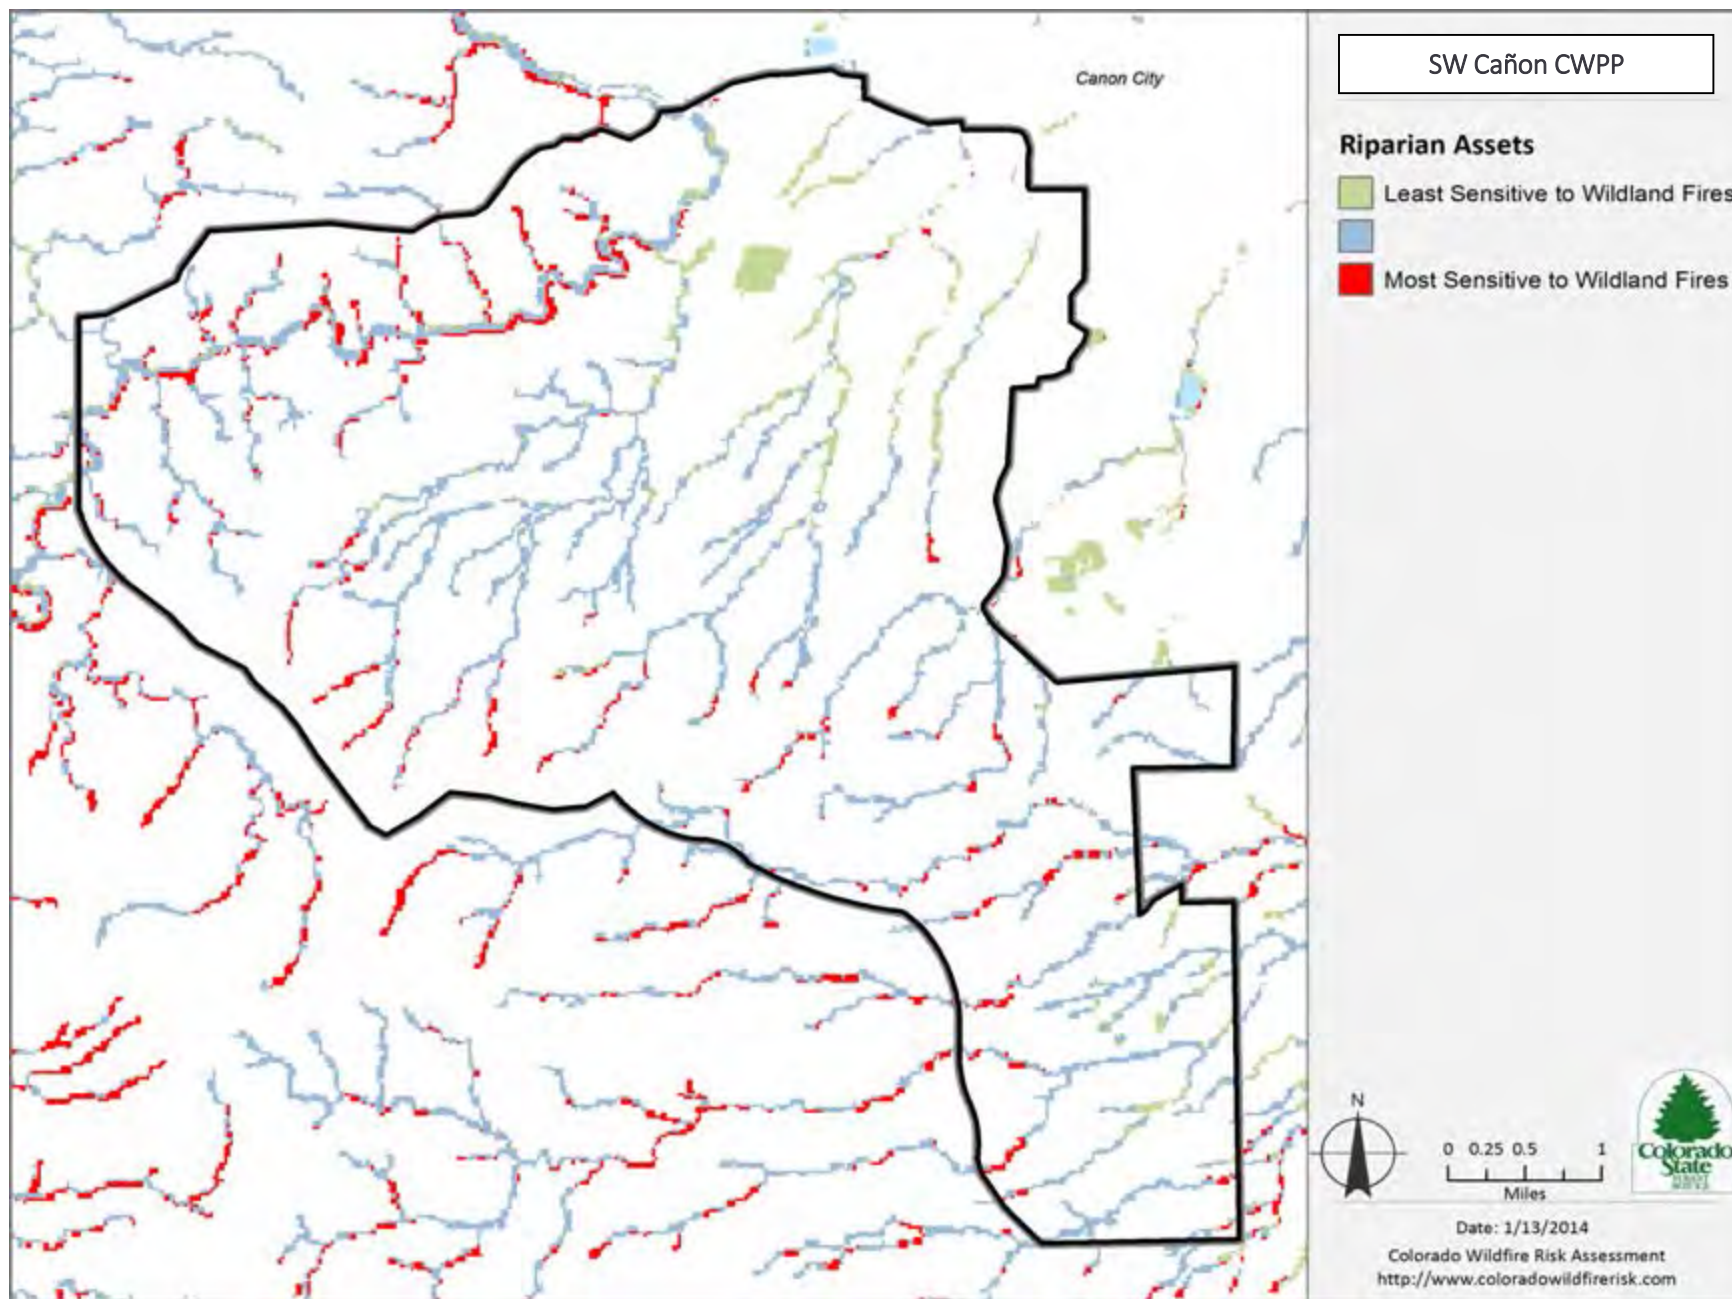 Canon City
SW Cañon CWPP
Riparian Assets
Least Sensitive to Wildland Fires
Most Sensitive to Wildland Fires
N
0 0.25 0.5 1
Miles
Colorado
State
FOREST
SERVICE
Date: 1/13/2014
Colorado Wildfire Risk Assessment
http://www.coloradowildfirerisk.com